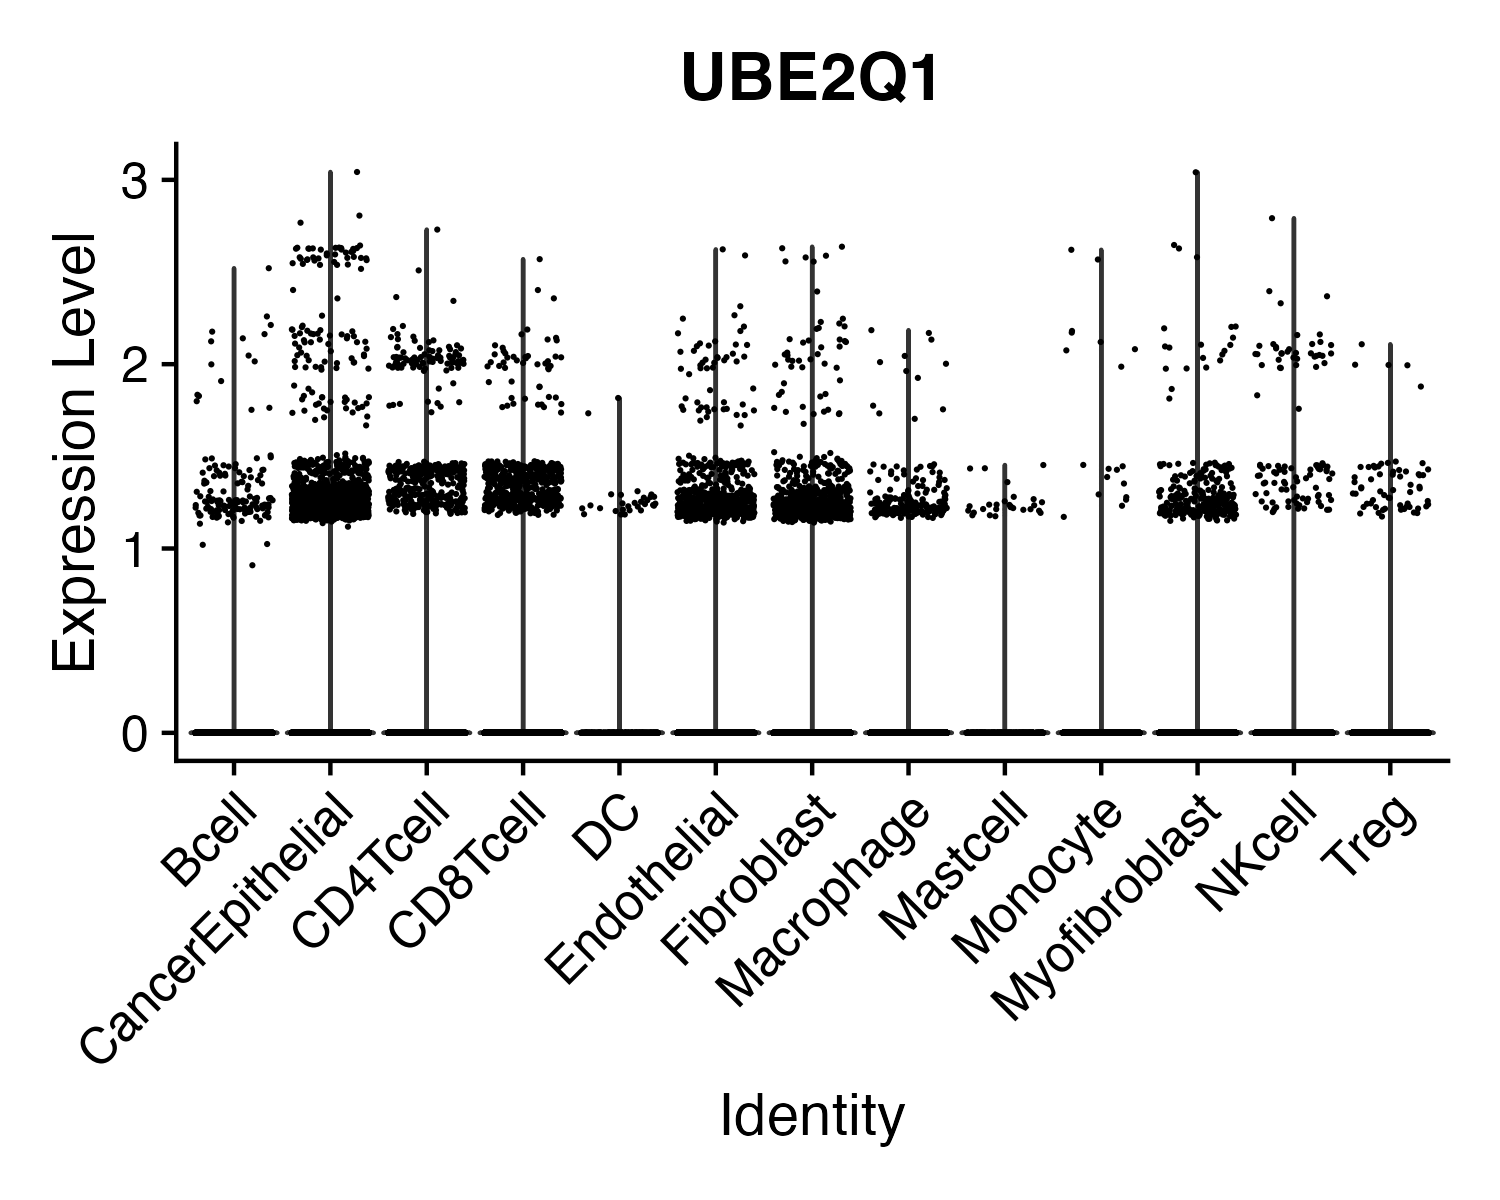 UBE2Q1
Expression Level
3
2
1
0
Bcell
CancerEpithelial
CD4Tcell
CD8Tcell
DC
Endothelial
Fibroblast
Macrophage
Mastcell
Monocyte
Myofibroblast
NKcell
Treg
Identity